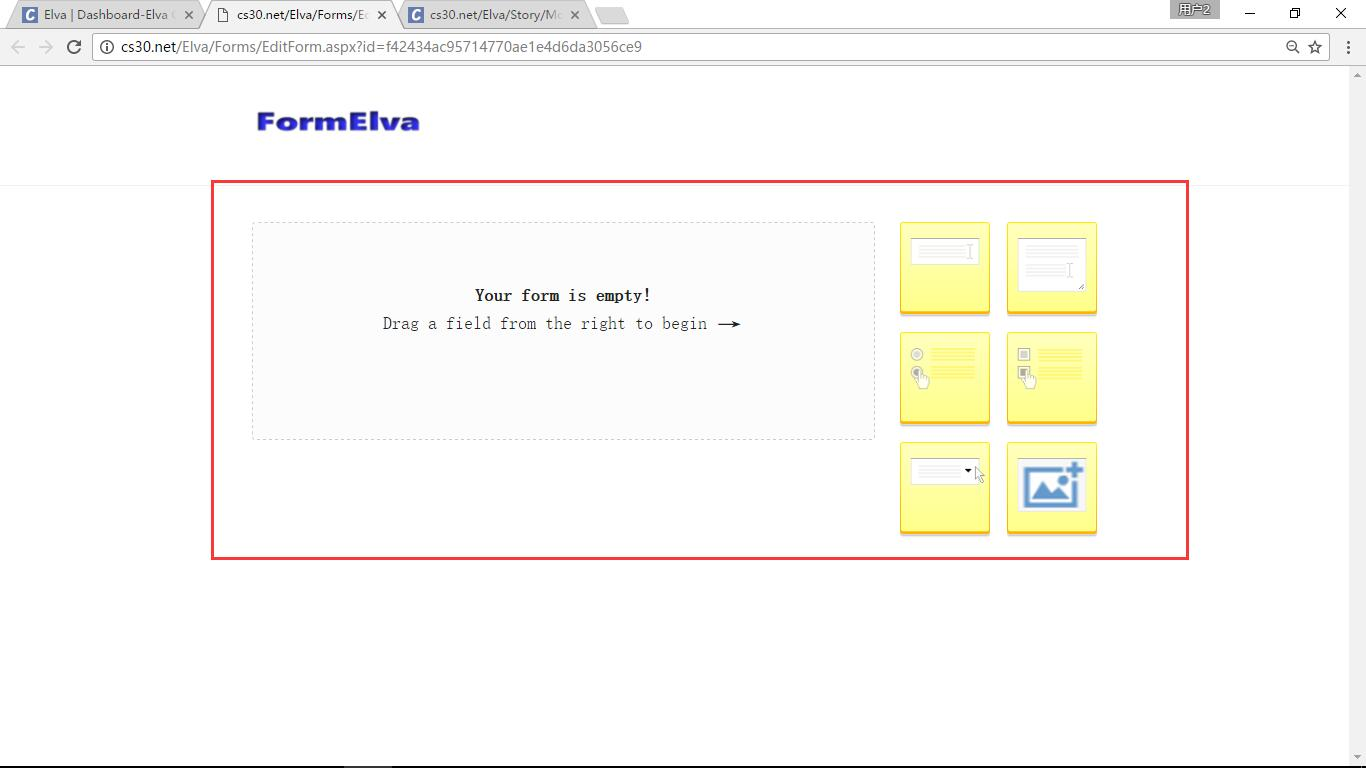 Elva | Dashboard-Elva
cs30.net/Elva/Forms/E
cs30.net/Elva/Story/M
用户2
cs30.net/Elva/Forms/EditForm.aspx?id=f42434ac95714770ae1e4d6da3056ce9
FormElva
Your form is empty!
Drag a field from the right to begin →